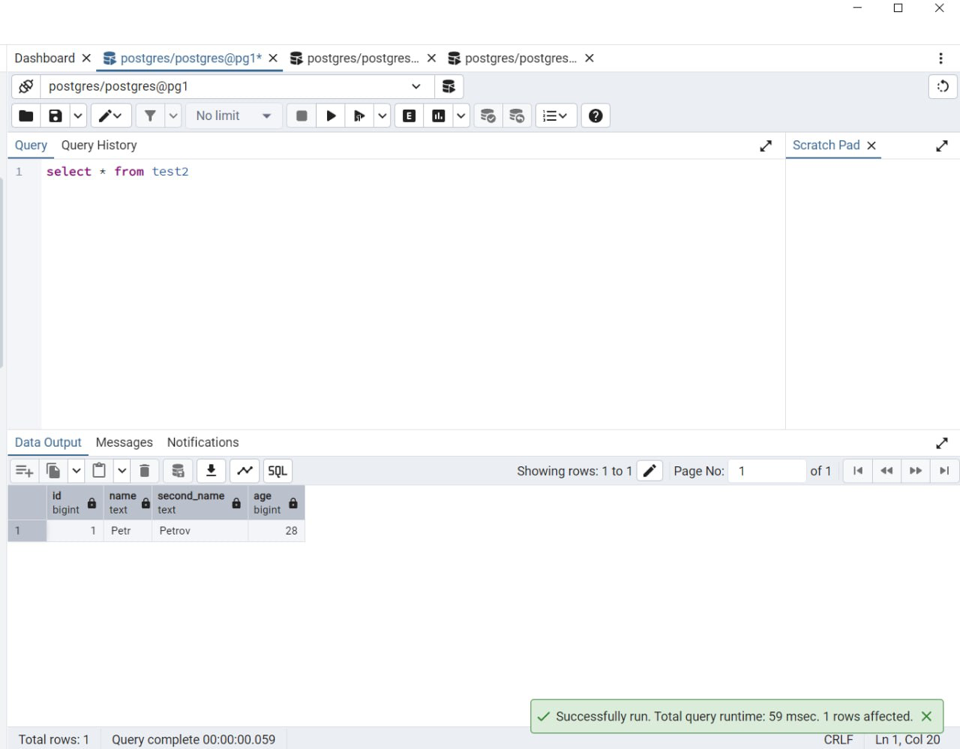 Dashboard postgres/postgres@pg1* postgres/postgres... postgres/postgres...
postgres/postgres@pg1
No limit E
Query Query History Scratch Pad
1 select * from test2
Data Output Messages Notifications
SQL Showing rows: 1 to 1 Page No: 1 of 1
id name second_name age
bigint text text bigint
1 1 Petr Petrov 28
Successfully run. Total query runtime: 59 msec. 1 rows affected.
Total rows: 1 Query complete 00:00:00.059 CRLF Ln 1, Col 20